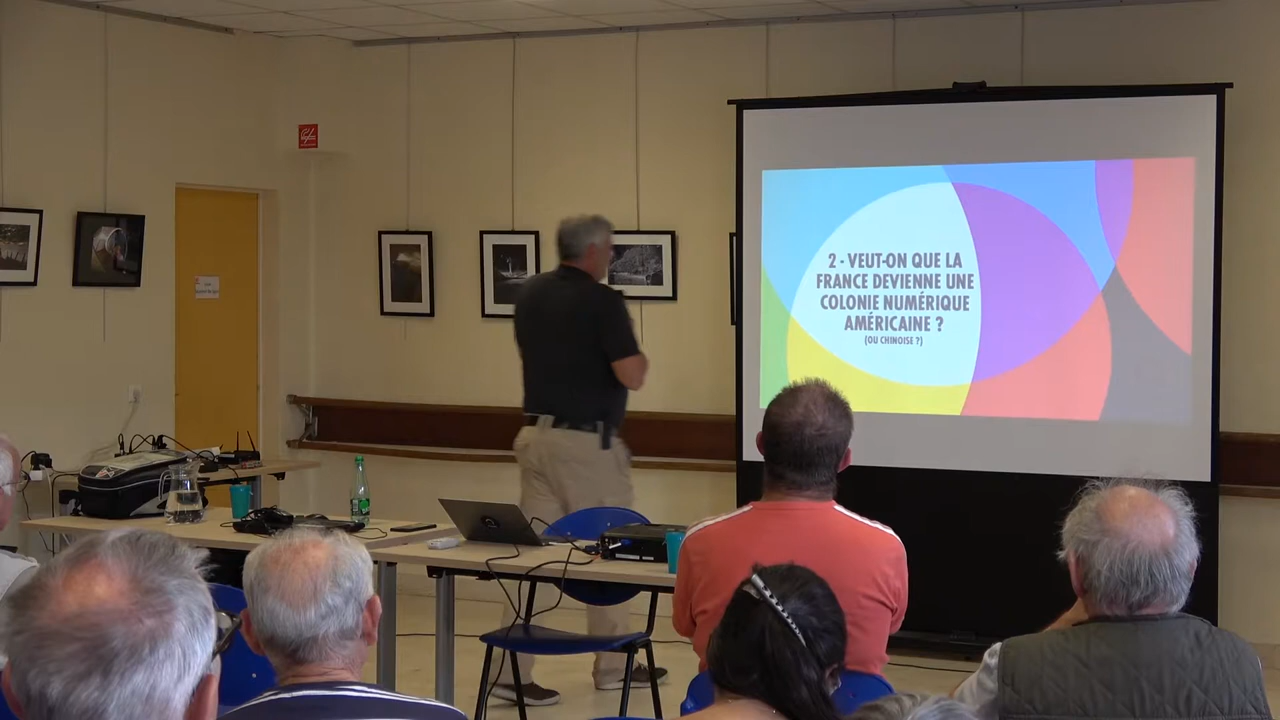 2 - VEUT-ON QUE LA
FRANCE DEVIENNE UNE
COLONIE NUMÉRIQUE
AMÉRICAINE ?
(OU CHINOISE ?)